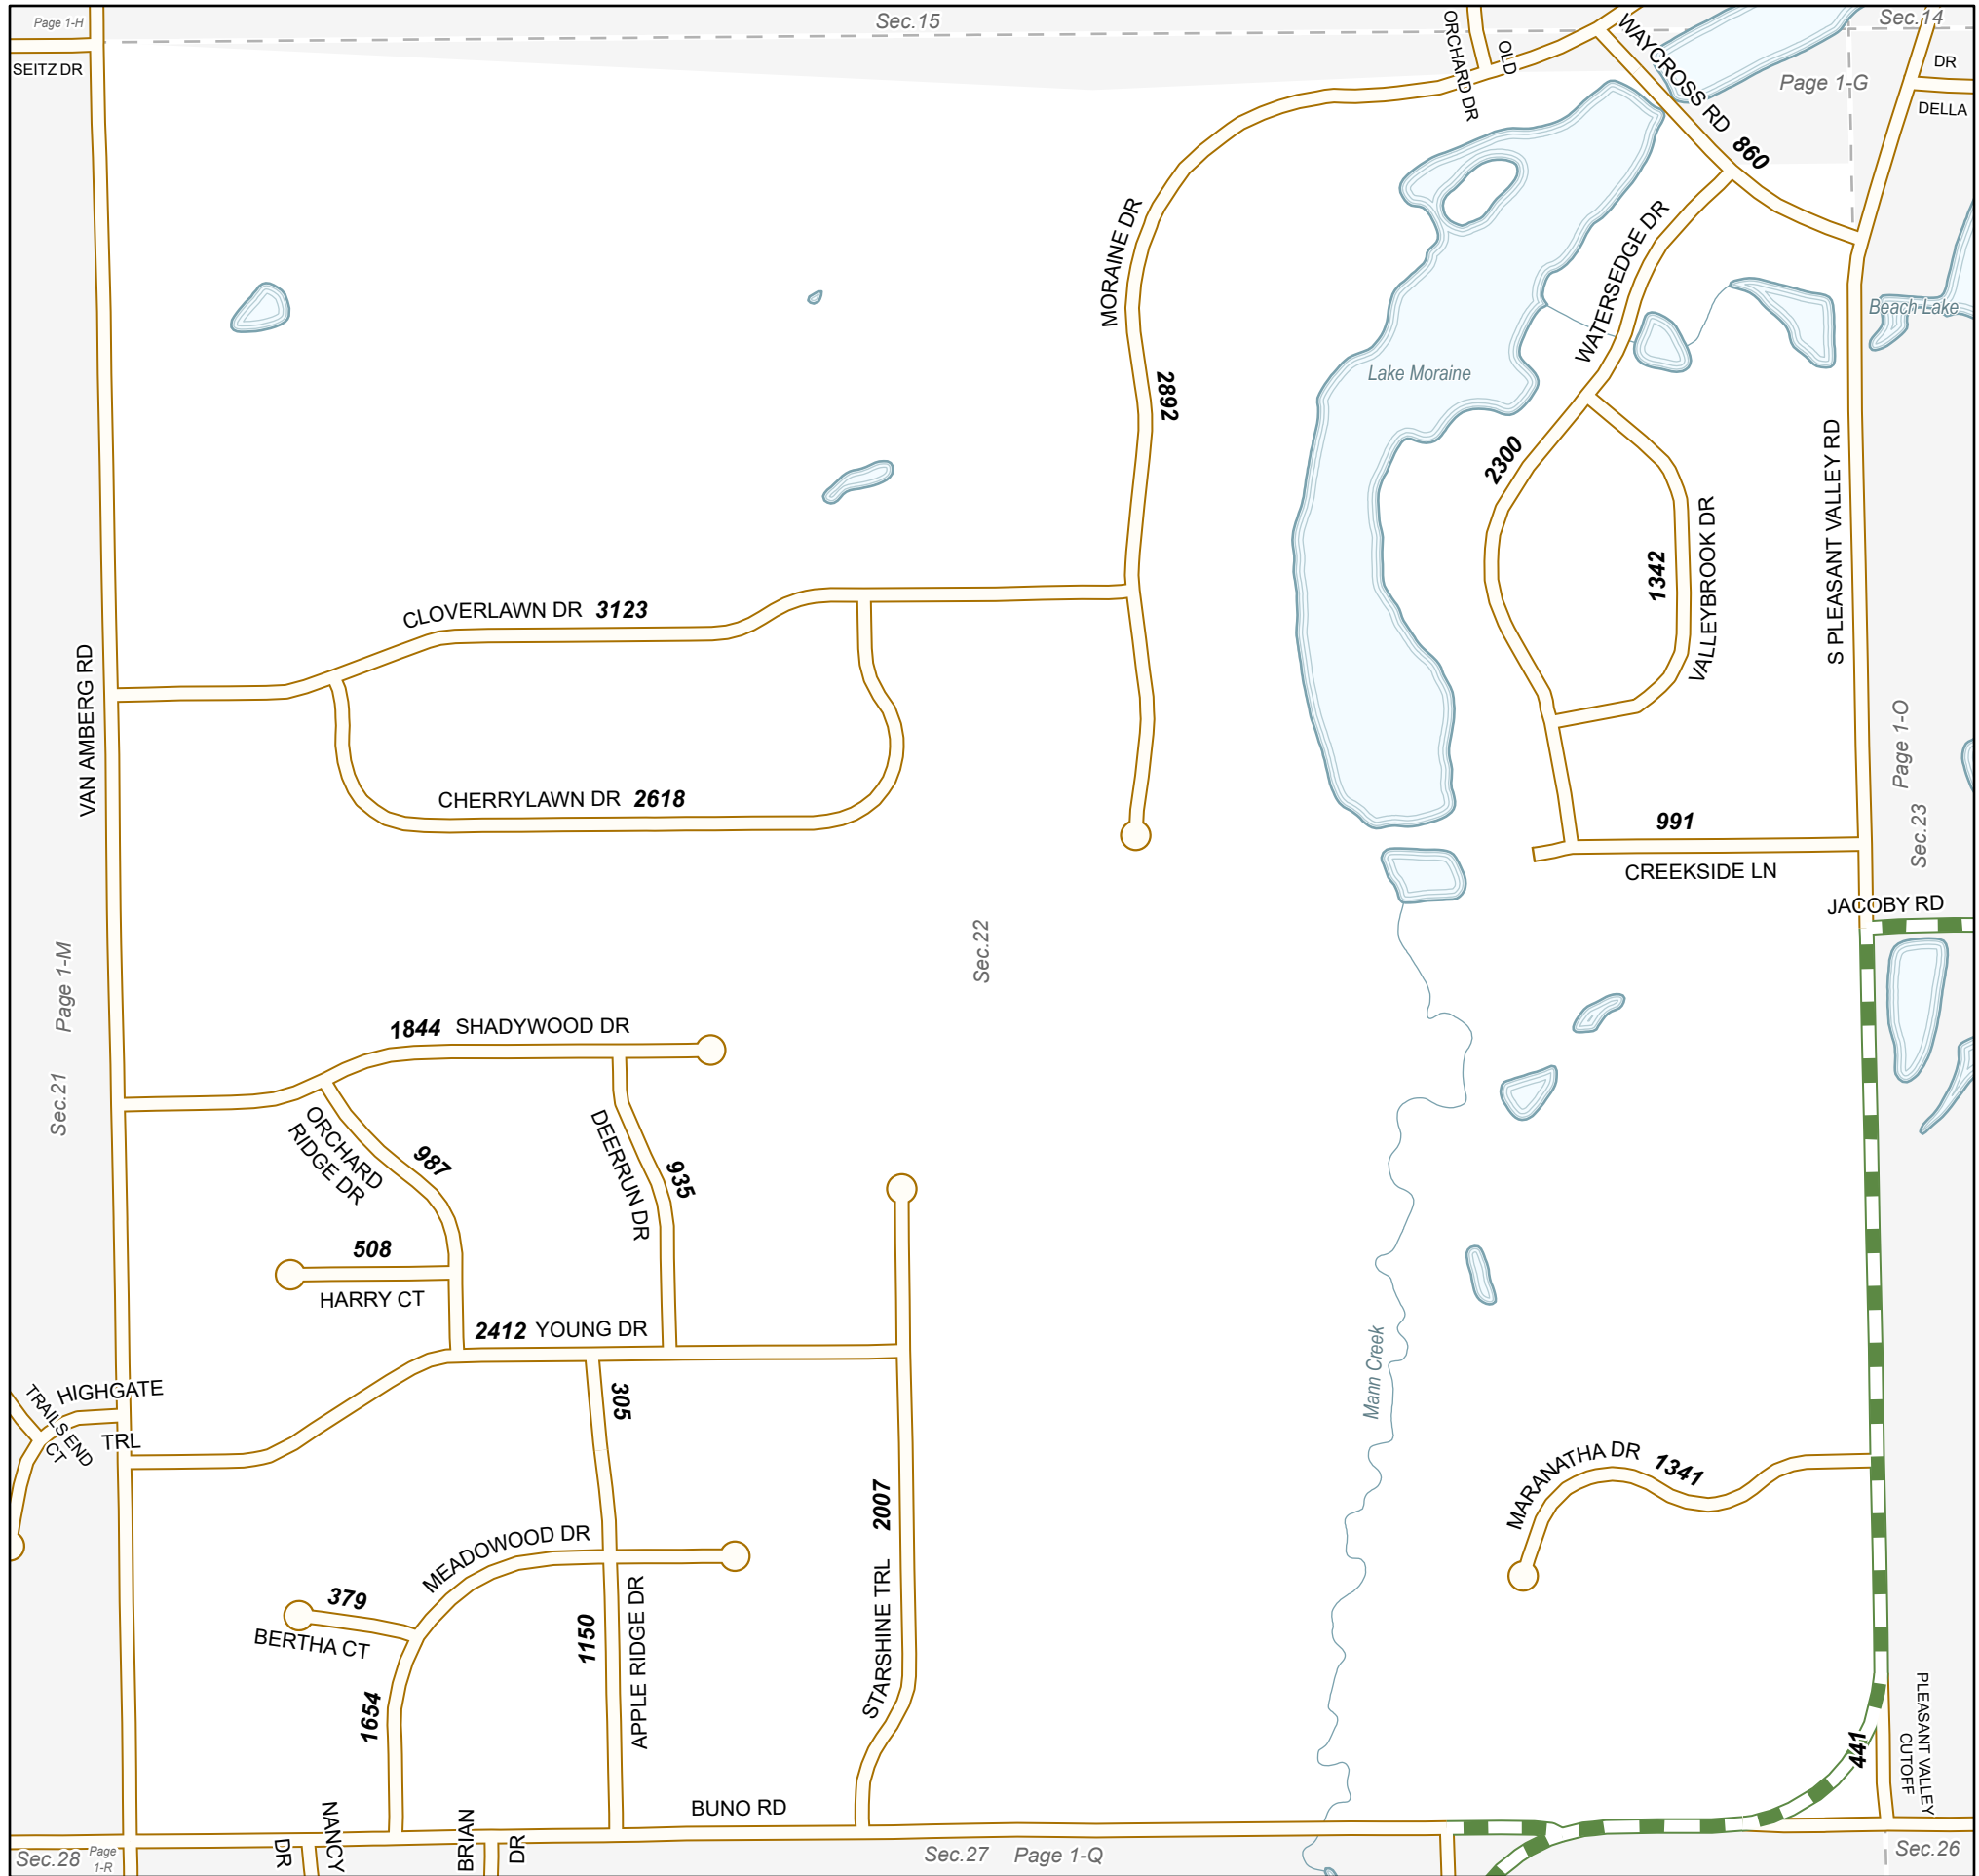 Page 1-H
Sec.15
Sec.14
SEITZ DR
ORCHARD DR
OLD
WAYCROSS RD 860
Page 1-G
DR
DELLA
MORAINE DR
2892
WATERSEDGE DR
2300
Beach Lake
Lake Moraine
VALLEYBROOK DR
1342
S PLEASANT VALLEY RD
CLOVERLAWN DR 3123
VAN AMBERG RD
CHERRYLAWN DR 2618
991
CREEKSIDE LN
Page 1-O
Sec.23
JACOBY RD
Sec.22
Page 1-M
Sec.21
1844 SHADYWOOD DR
ORCHARD
RIDGE DR
987
DEERRUN DR
935
508
HARRY CT
2412 YOUNG DR
HIGHGATE
TRL
TRAILS END
CT
305
Mann Creek
MARANATHA DR 1341
STARSHINE TRL 2007
MEADOWOOD DR
1654
379
BERTHA CT
1150
APPLE RIDGE DR
441
PLEASANT VALLEY
CUTOFF
BUNO RD
NANCY
DR
BRIAN
DR
Sec.28
Page
1-R
Sec.27 Page 1-Q
Sec.26